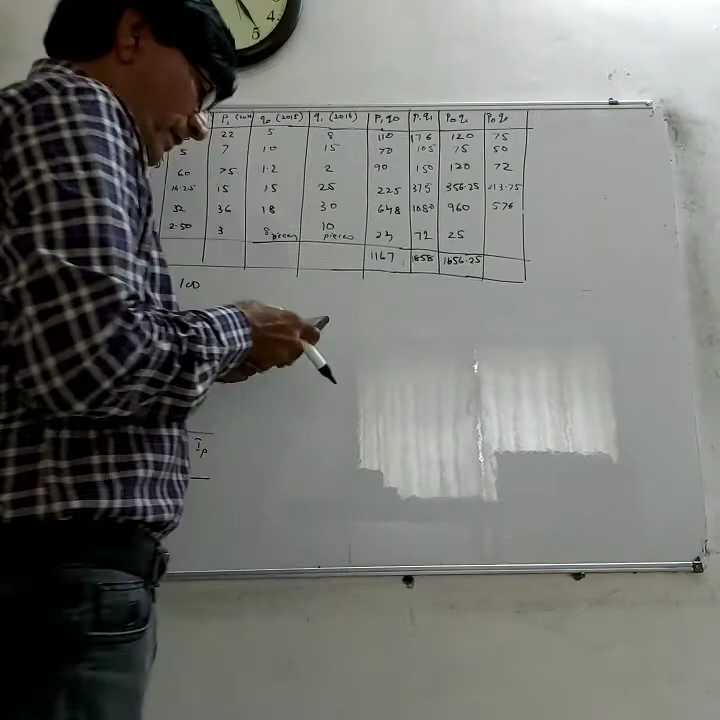 4
5
P₁ q₀ (2015) q₁ (2016) P₁q₀ P₁q₁ P₀q₁ P₀q₀
22 5 8 110 176 120 75
5 7 10 15 70 105 75 50
60 75 1.2 2 90 150 120 72
14.25 15 15 25 225 375 356.25 213.75
32 36 18 30 648 1080 960 576
2.50 3 8 pieces 10 pieces 24 72 25
1167 1858 1656.25
100
Ip